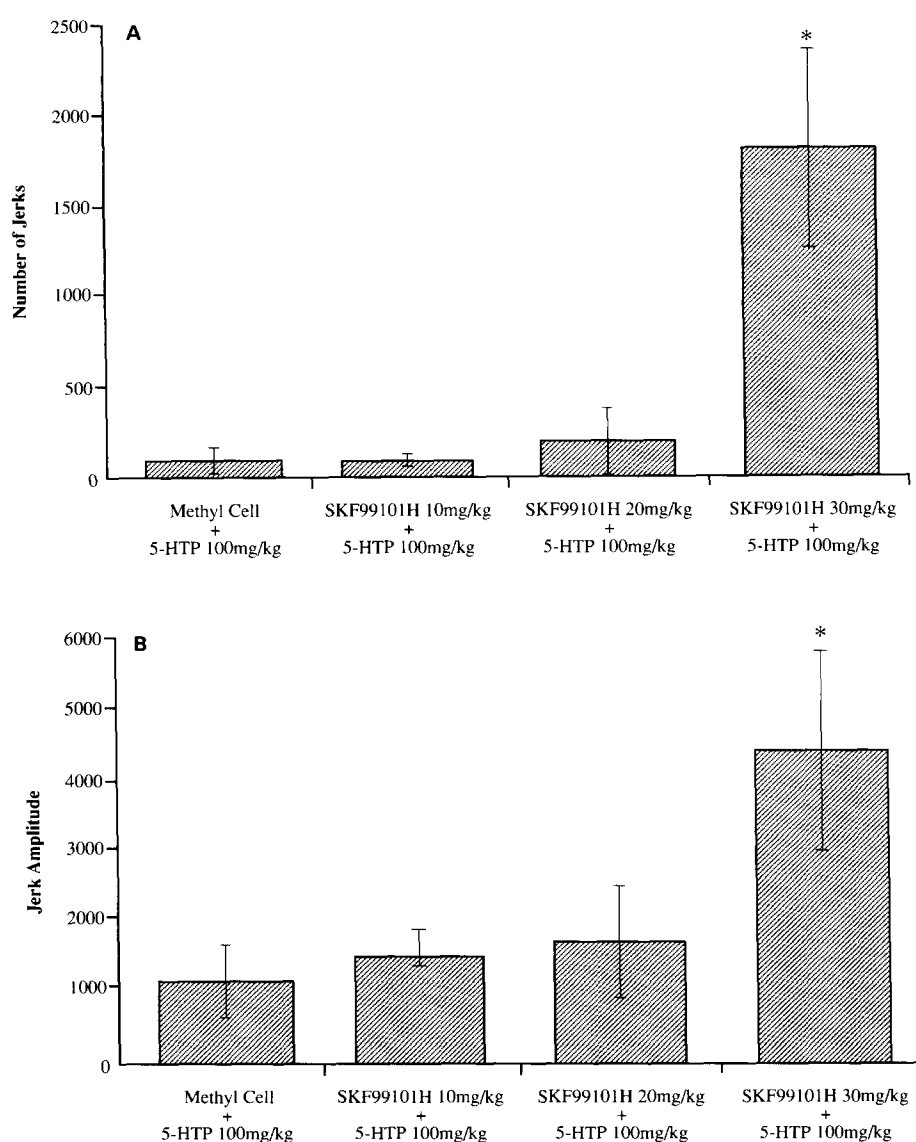 A
*
2500
2000
1500
1000
500
0
Number of Jerks
Methyl Cell
+
5-HTP 100mg/kg
SKF99101H 10mg/kg
+
5-HTP 100mg/kg
SKF99101H 20mg/kg
+
5-HTP 100mg/kg
SKF99101H 30mg/kg
+
5-HTP 100mg/kg
B
*
6000
5000
4000
3000
2000
1000
0
Jerk Amplitude
Methyl Cell
+
5-HTP 100mg/kg
SKF99101H 10mg/kg
+
5-HTP 100mg/kg
SKF99101H 20mg/kg
+
5-HTP 100mg/kg
SKF99101H 30mg/kg
+
5-HTP 100mg/kg